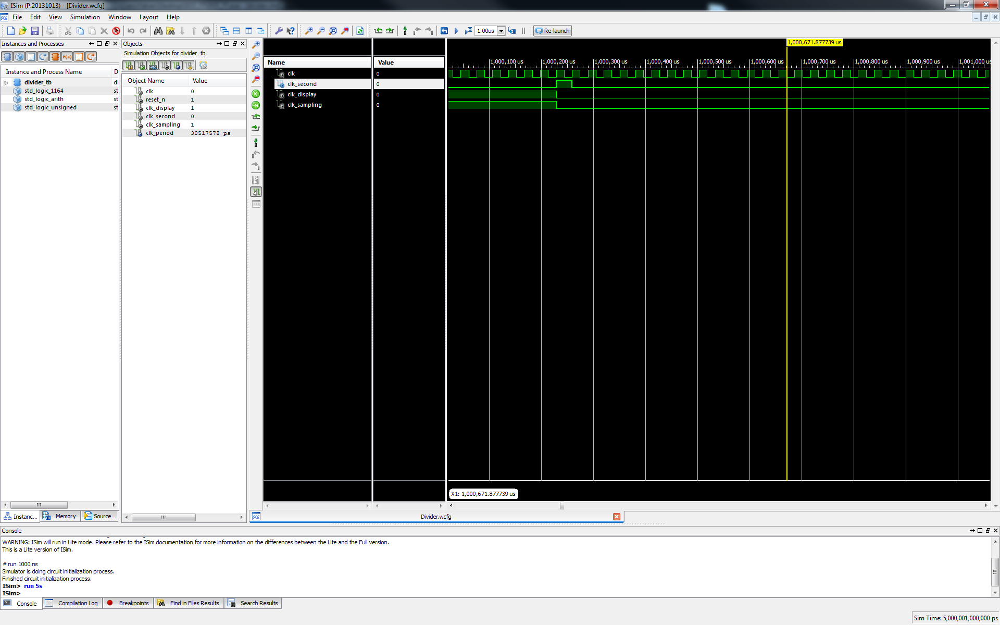 ISim (P.20131013) - [Divider.wcfg]
File Edit View Simulation Window Layout Help
1.00us Re-launch
Instances and Processes
Instance and Process Name D
divider_tb di
std_logic_1164 st
std_logic_arith st
std_logic_unsigned st
Instanc... Memory Source ...
Objects
Simulation Objects for divider_tb
Object Name Value
clk 0
reset_n 1
clk_display 1
clk_second 0
clk_sampling 1
clk_period 30517578 ps
Name Value
clk 0
clk_second 0
clk_display 0
clk_sampling 0
1,000,671.877739 us
1,000,100 us 1,000,200 us 1,000,300 us 1,000,400 us 1,000,500 us 1,000,600 us 1,000,700 us 1,000,800 us 1,000,900 us 1,001,000 us
X1: 1,000,671.877739 us
Divider.wcfg
Console
WARNING: ISim will run in Lite mode. Please refer to the ISim documentation for more information on the differences between the Lite and the Full version.
This is a Lite version of ISim.
# run 1000 ns
Simulator is doing circuit initialization process.
Finished circuit initialization process.
ISim> run 5s
ISim>
Console Compilation Log Breakpoints Find in Files Results Search Results
Sim Time: 5,000,001,000,000 ps